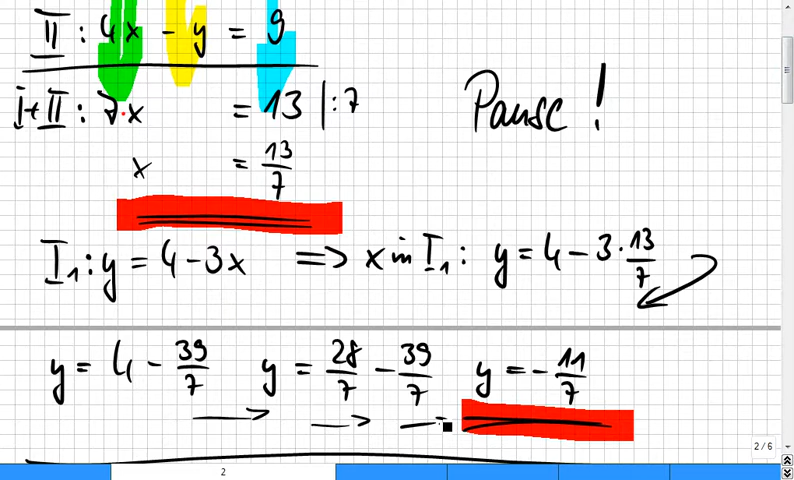 II: 4x - y = 9
I+II: 7·x = 13 |:7
Pause!
x = 13/7
I₁: y = 4 - 3x => x in I₁: y = 4 - 3·13/7
y = 4 - 39/7 y = 28/7 - 39/7 y = -11/7
2/6
2